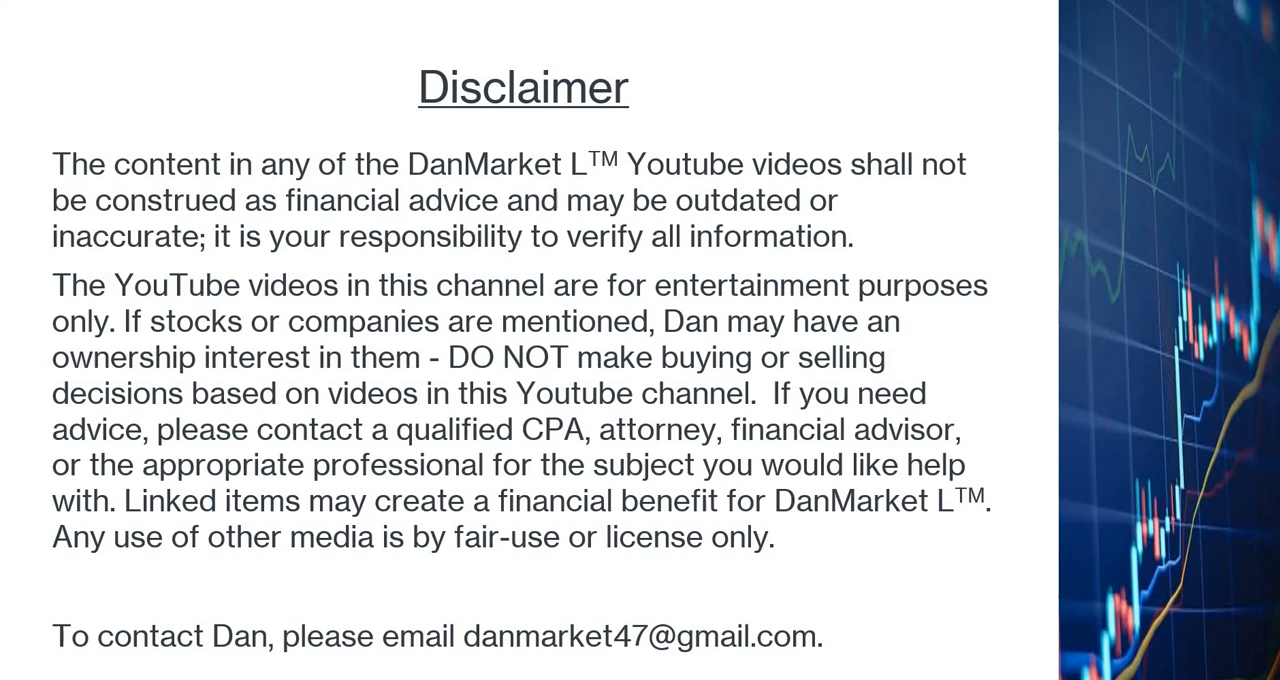 Disclaimer
The content in any of the DanMarket L™ Youtube videos shall not
be construed as financial advice and may be outdated or
inaccurate; it is your responsibility to verify all information.
The YouTube videos in this channel are for entertainment purposes
only. If stocks or companies are mentioned, Dan may have an
ownership interest in them - DO NOT make buying or selling
decisions based on videos in this Youtube channel.  If you need
advice, please contact a qualified CPA, attorney, financial advisor,
or the appropriate professional for the subject you would like help
with. Linked items may create a financial benefit for DanMarket L™.
Any use of other media is by fair-use or license only.
To contact Dan, please email danmarket47@gmail.com.